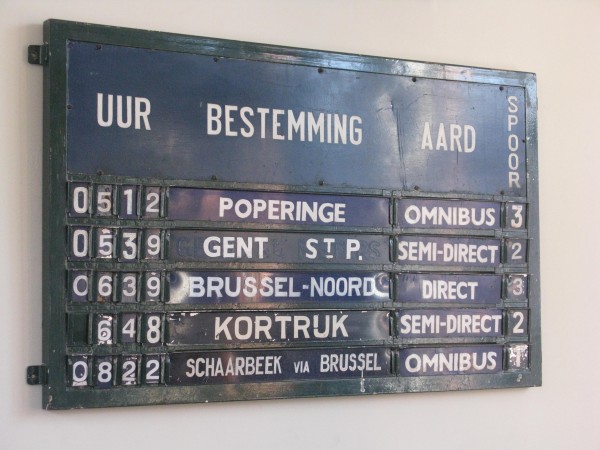 UUR BESTEMMING AARD SPOOR
0512 POPERINGE OMNIBUS 3
0539 GENT ST P. SEMI-DIRECT 2
0639 BRUSSEL-NOORD DIRECT 3
648 KORTRIJK SEMI-DIRECT 2
0822 SCHAARBEEK VIA BRUSSEL OMNIBUS 1